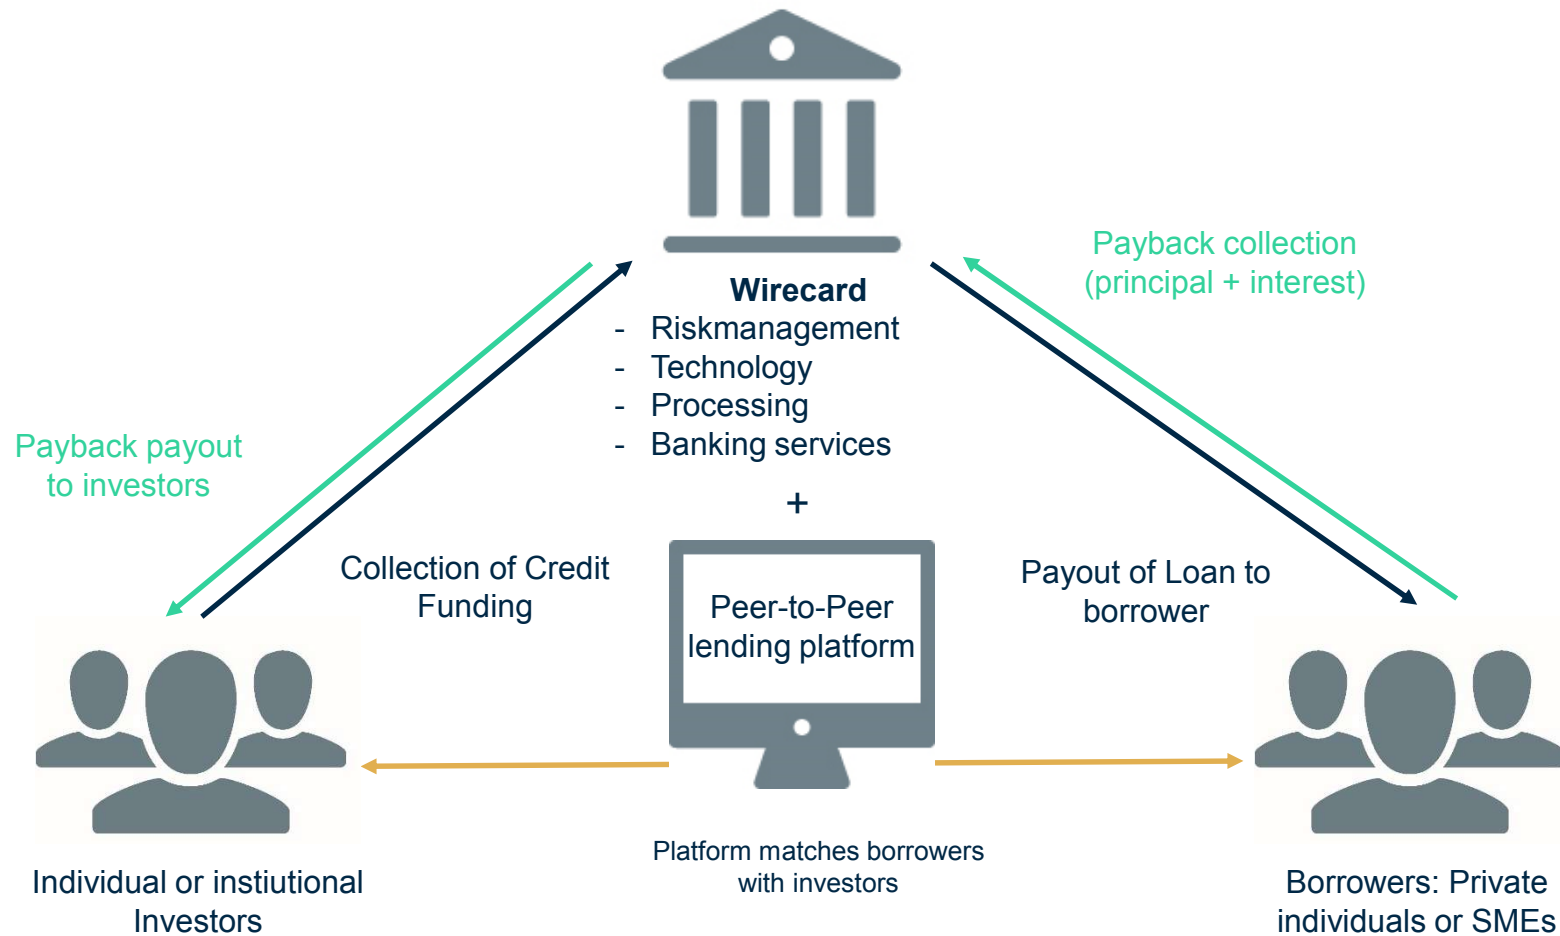 Wirecard
- Riskmanagement
- Technology
- Processing
- Banking services
+
Payback collection
(principal + interest)
Payback payout
to investors
Collection of Credit
Funding
Peer-to-Peer
lending platform
Payout of Loan to
borrower
Platform matches borrowers
with investors
Individual or instiutional
Investors
Borrowers: Private
individuals or SMEs